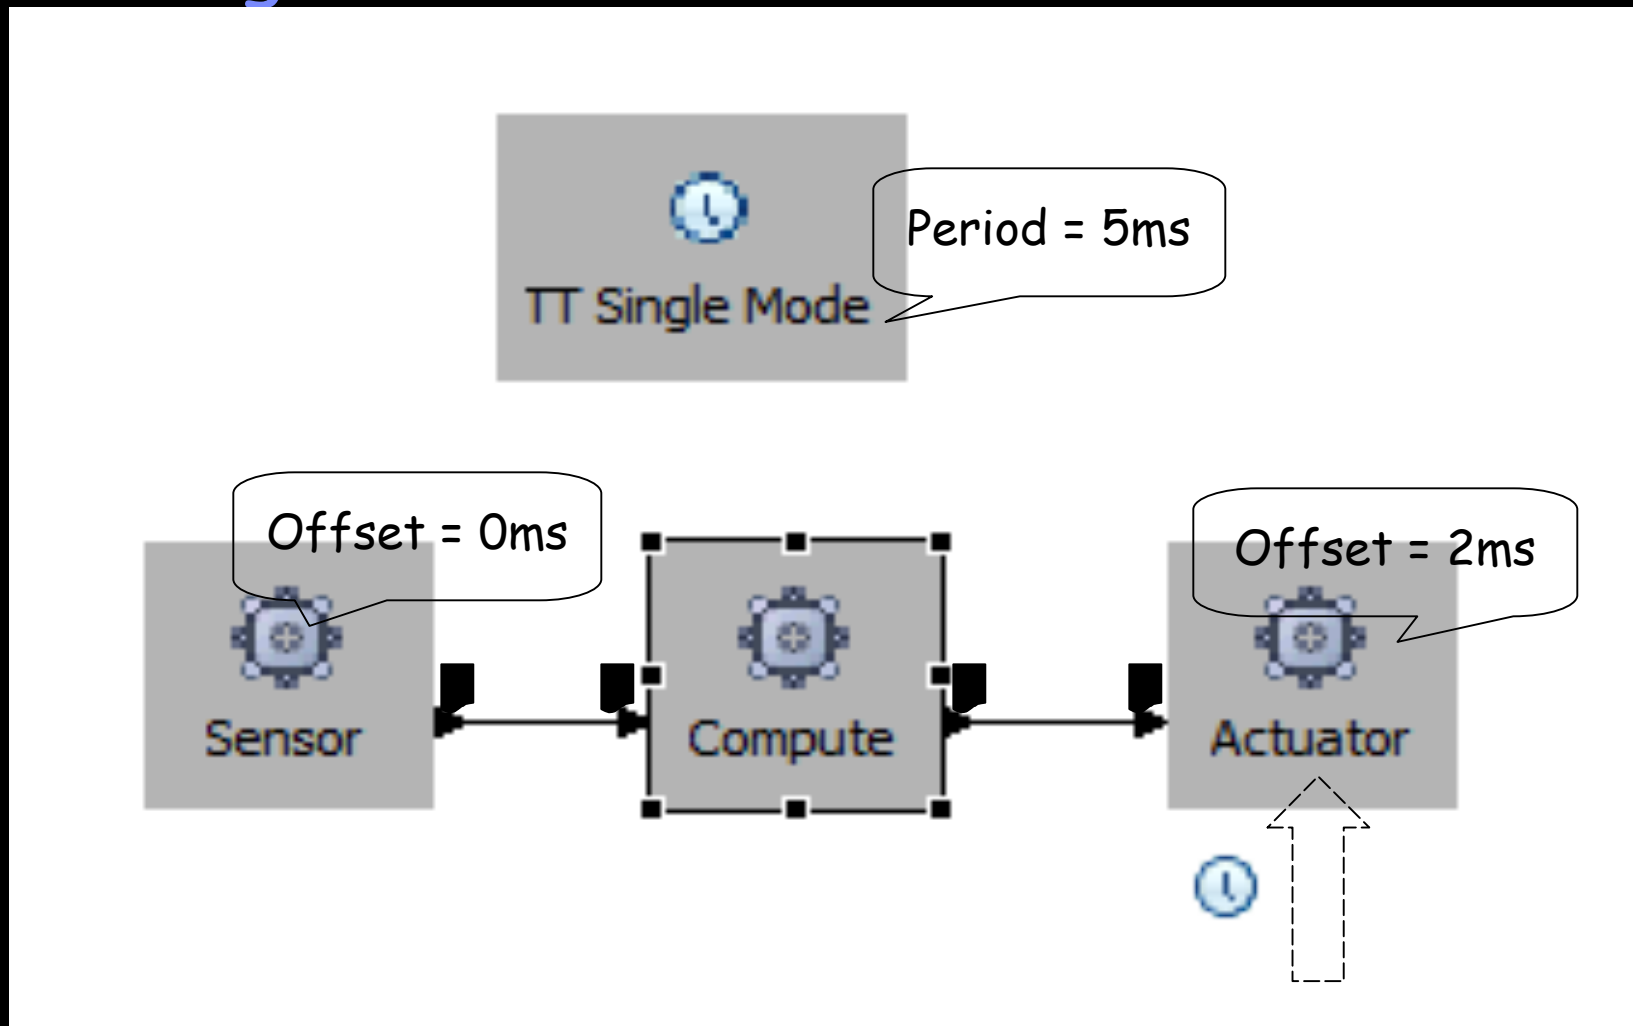 Period = 5ms
TT Single Mode
Offset = 0ms
Offset = 2ms
Sensor
Compute
Actuator